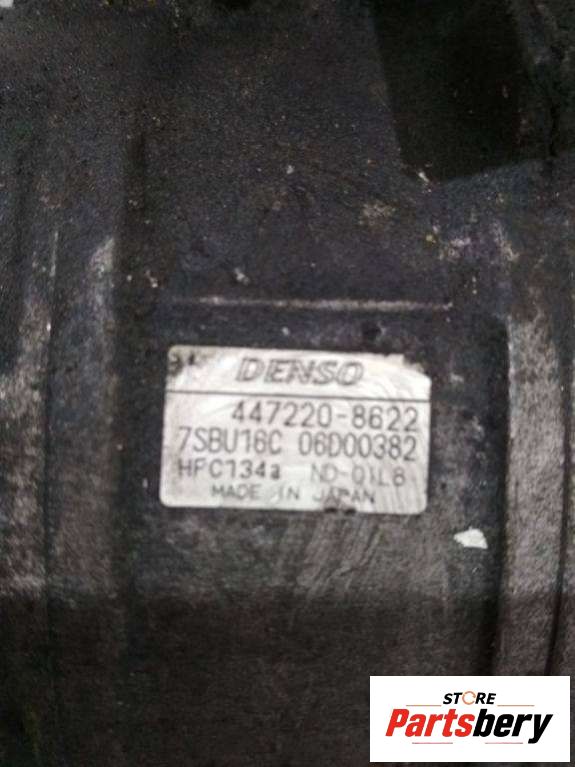 DENSO
447220-8622
7SBU16C 06D00382
HFC134a ND-OIL8
MADE IN JAPAN
STORE
Partsbery